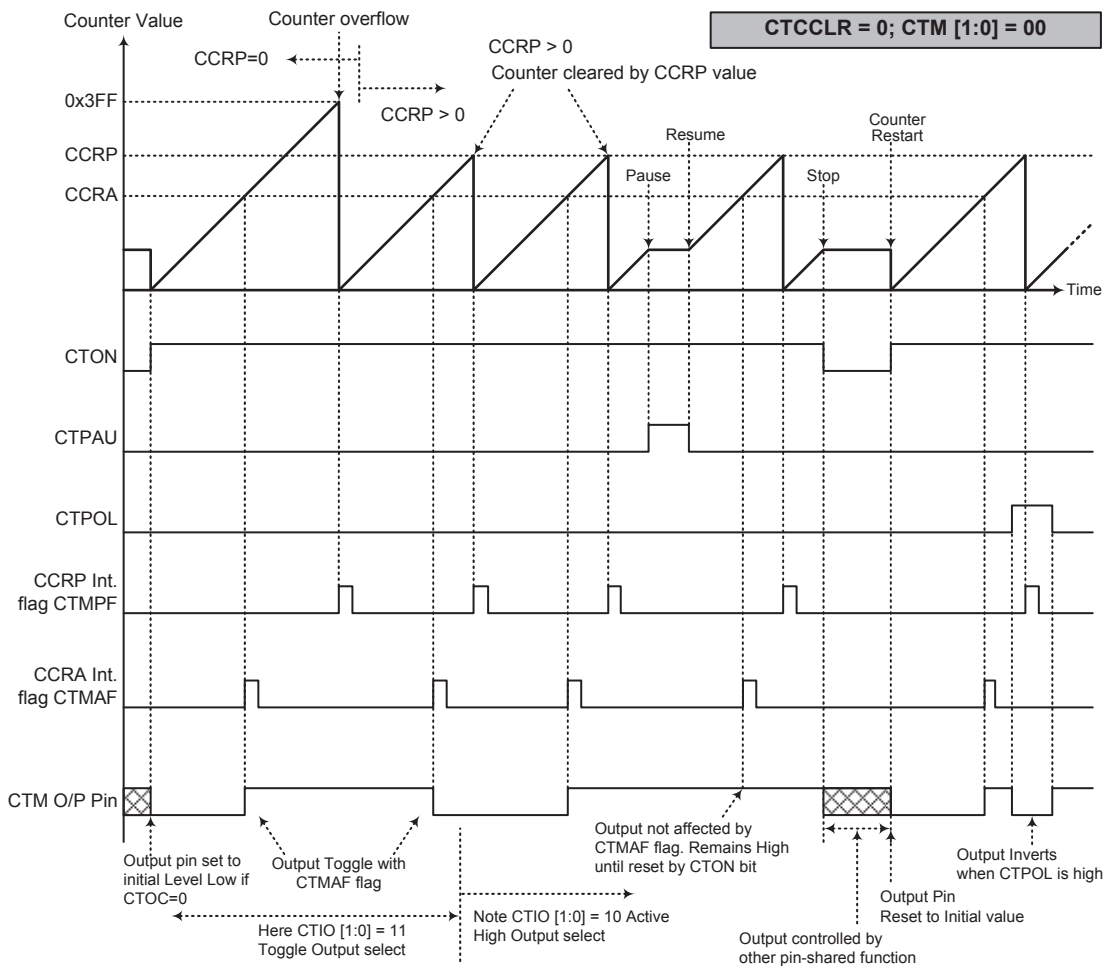 Counter Value
Counter overflow
CTCCLR = 0; CTM [1:0] = 00
CCRP=0
CCRP > 0
CCRP > 0
Counter cleared by CCRP value
0x3FF
CCRP
CCRA
Pause
Resume
Stop
Counter
Restart
Time
CTON
CTPAU
CTPOL
CCRP Int.
flag CTMPF
CCRA Int.
flag CTMAF
CTM O/P Pin
Output pin set to
initial Level Low if
CTOC=0
Output Toggle with
CTMAF flag
Here CTIO [1:0] = 11
Toggle Output select
Note CTIO [1:0] = 10 Active
High Output select
Output not affected by
CTMAF flag. Remains High
until reset by CTON bit
Output controlled by
other pin-shared function
Output Pin
Reset to Initial value
Output Inverts
when CTPOL is high